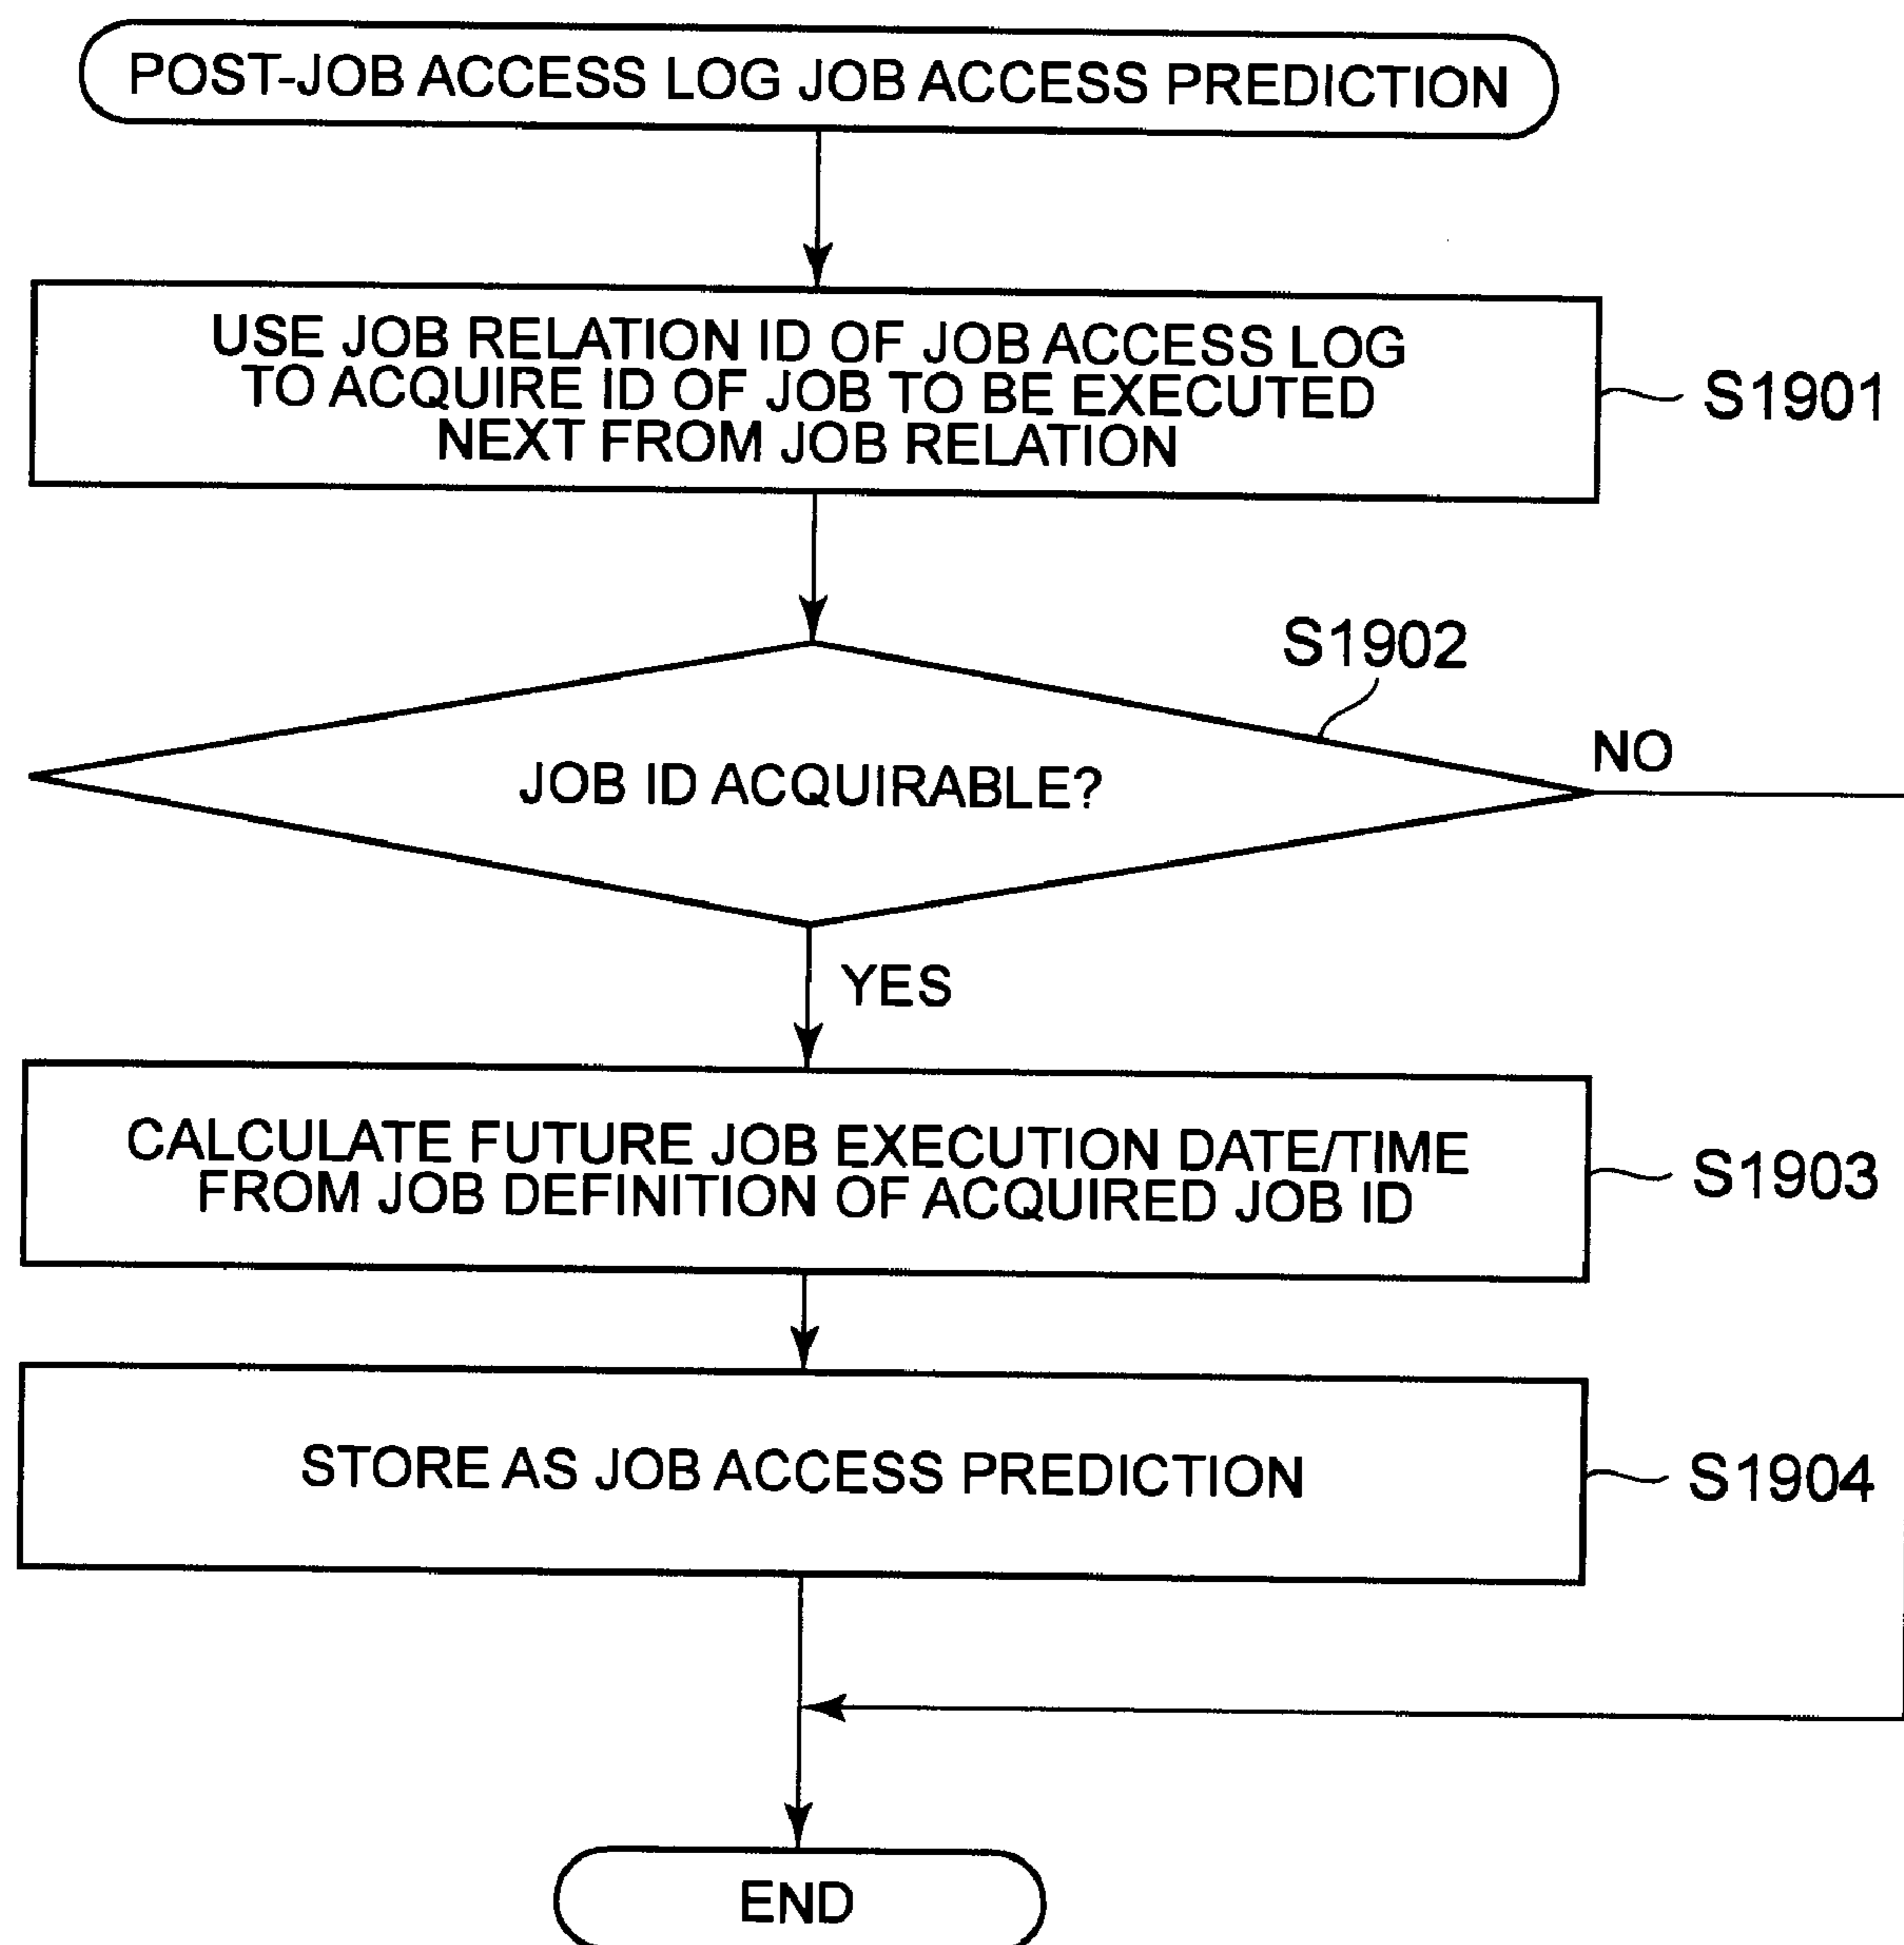 POST-JOB ACCESS LOG JOB ACCESS PREDICTION
USE JOB RELATION ID OF JOB ACCESS LOG
TO ACQUIRE ID OF JOB TO BE EXECUTED
NEXT FROM JOB RELATION
S1901
S1902
JOB ID ACQUIRABLE?
NO
YES
CALCULATE FUTURE JOB EXECUTION DATE/TIME
FROM JOB DEFINITION OF ACQUIRED JOB ID
S1903
STORE AS JOB ACCESS PREDICTION
S1904
END